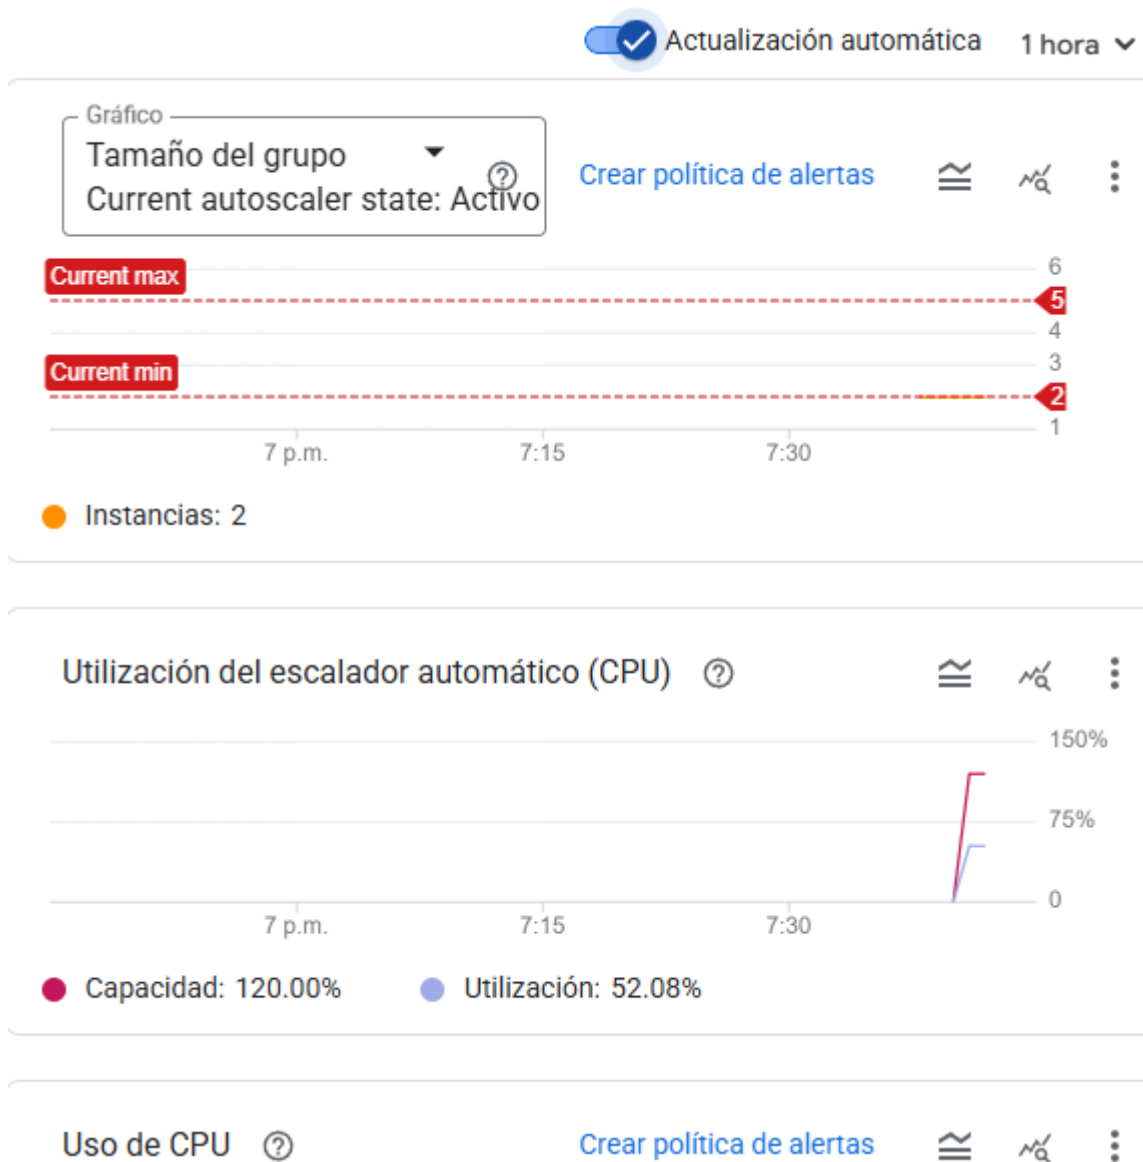 Actualización automática 1 hora
Gráfico
Tamaño del grupo
Current autoscaler state: Activo
Crear política de alertas
Current max
6
5
4
Current min
3
2
1
7 p.m. 7:15 7:30
Instancias: 2
Utilización del escalador automático (CPU)
150%
75%
0
7 p.m. 7:15 7:30
Capacidad: 120.00% Utilización: 52.08%
Uso de CPU Crear política de alertas